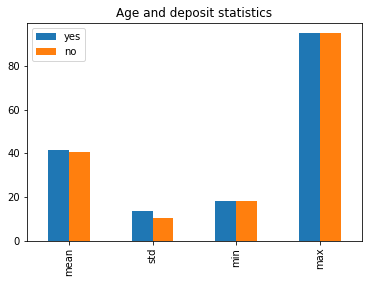 Age and deposit statistics
yes
no
80
60
40
20
0
mean
std
min
max